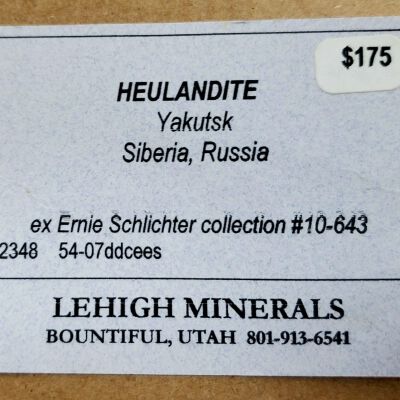 $175
HEULANDITE
Yakutsk
Siberia, Russia
ex Ernie Schlichter collection #10-643
2348 54-07ddcees
LEHIGH MINERALS
BOUNTIFUL, UTAH 801-913-6541